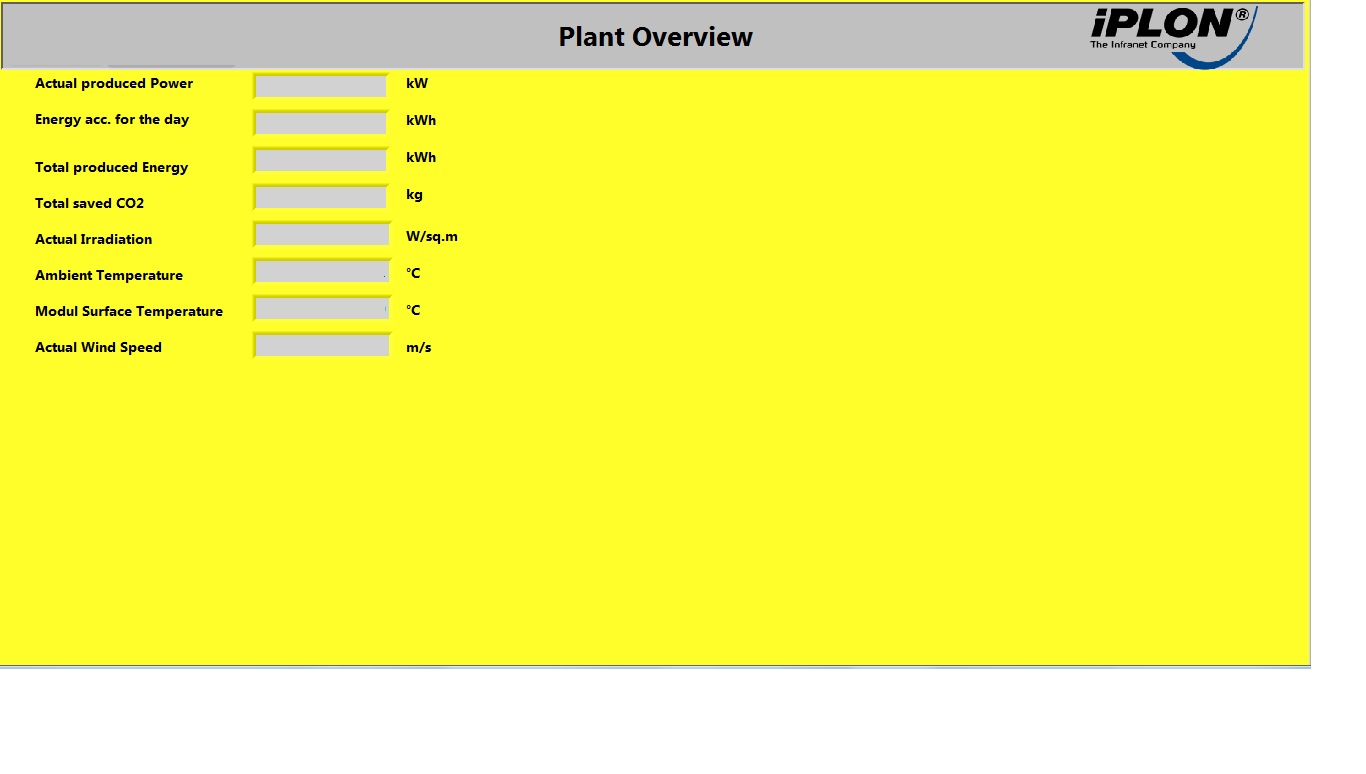 Plant Overview
iPLON®
The Infranet Company
Actual produced Power kW
Energy acc. for the day kWh
Total produced Energy kWh
Total saved CO2 kg
Actual Irradiation W/sq.m
Ambient Temperature °C
Modul Surface Temperature °C
Actual Wind Speed m/s